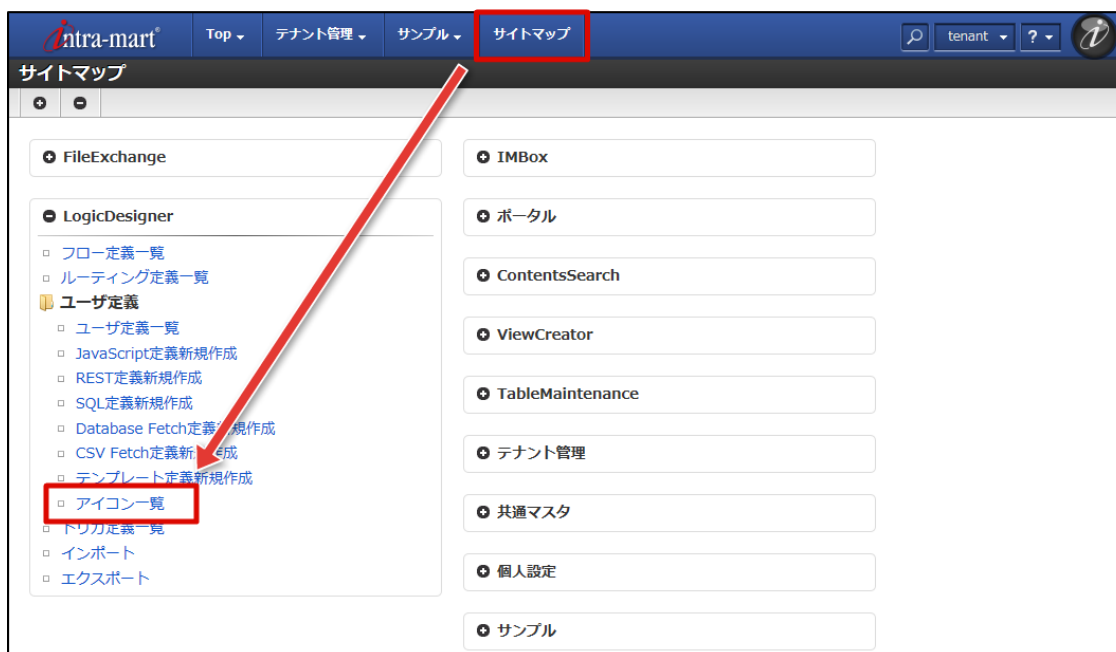 intra-mart®
Top
テナント管理
サンプル
サイトマップ
tenant
?
サイトマップ
FileExchange
LogicDesigner
フロー定義一覧
ルーティング定義一覧
ユーザ定義
ユーザ定義一覧
JavaScript定義新規作成
REST定義新規作成
SQL定義新規作成
Database Fetch定義新規作成
CSV Fetch定義新規作成
テンプレート定義新規作成
アイコン一覧
トリガ定義一覧
インポート
エクスポート
IMBox
ポータル
ContentsSearch
ViewCreator
TableMaintenance
テナント管理
共通マスタ
個人設定
サンプル